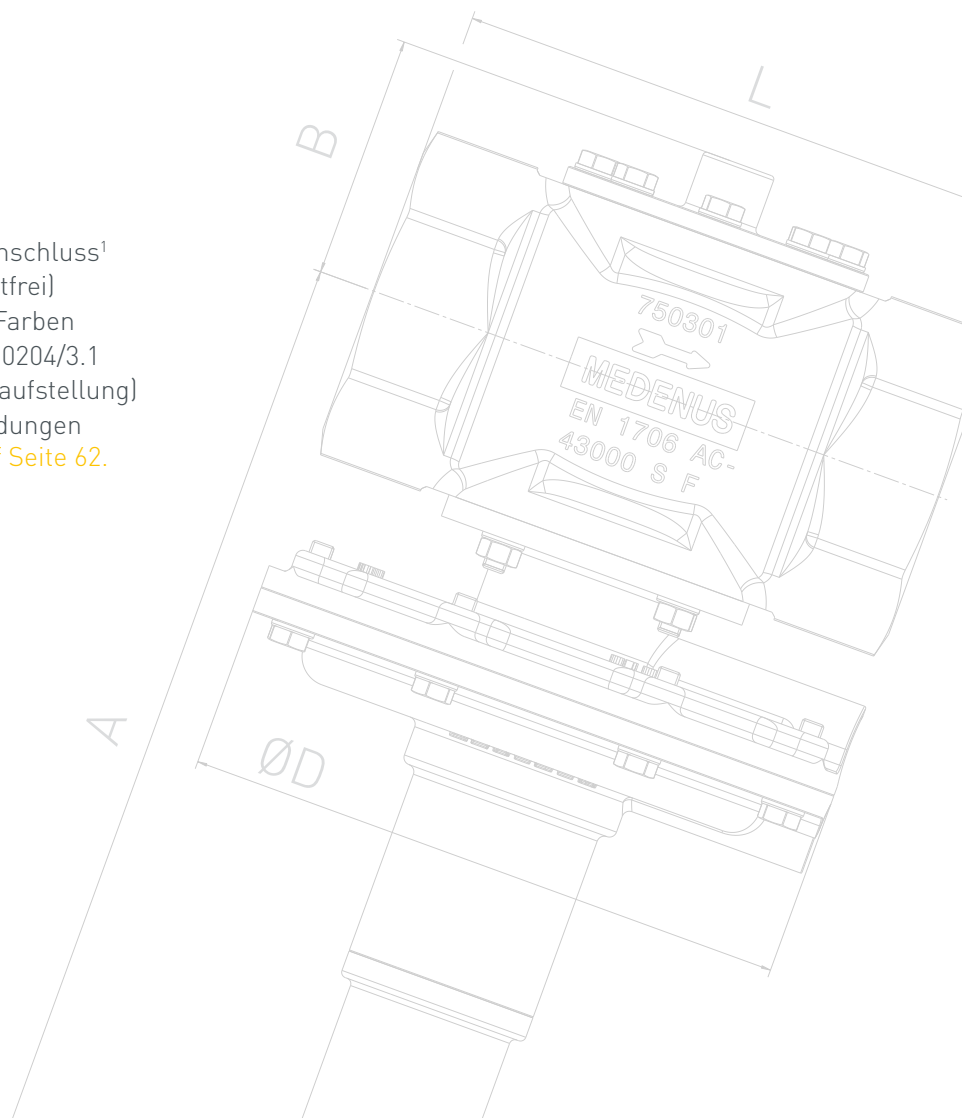 nschluss¹
tfrei)
Farben
0204/3.1
aufstellung)
dungen
Seite 62.
L
B
750301
MEDENUS
EN 1706 AC-
43000 S F
A
ØD